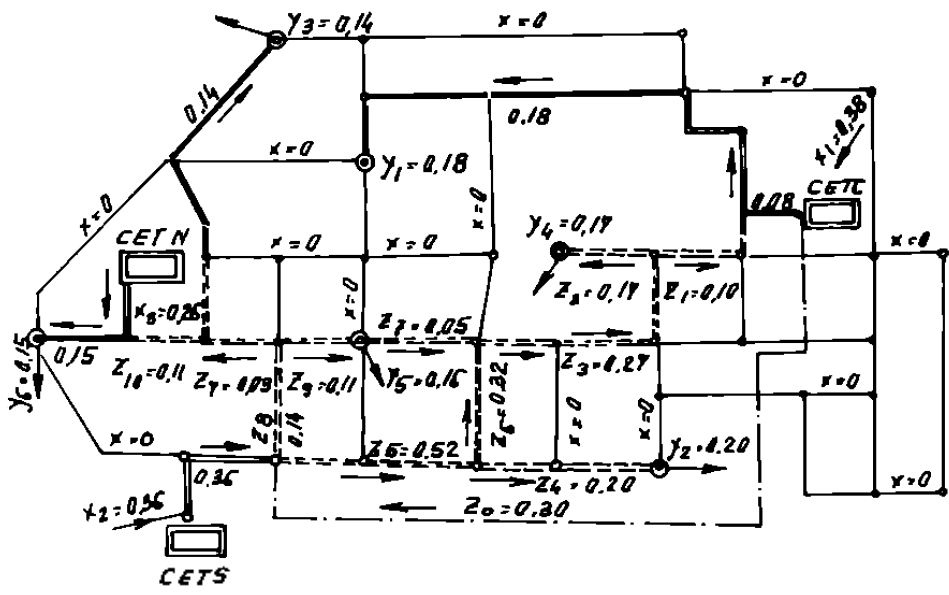 y3=0,14
x=0
x=0
0,14
0,18
x1=0,38
x=0
y1=0,18
CETC
0,08
x=0
x=0
CET N
y4=0,17
x=0
x=0
x=0
x=0
Z2=0,17
Z1=0,10
x3=0,26
Z7=0,05
0,15
y6=0,15
Z10=0,11
Z9=0,11
y5=0,16
Z3=0,27
x=0
Z8
0,14
Z5=0,32
x=0
x=0
x=0
Z6=0,52
y2=0,20
0,36
Z4=0,20
x=0
x2=0,36
Z0=0,30
CETS